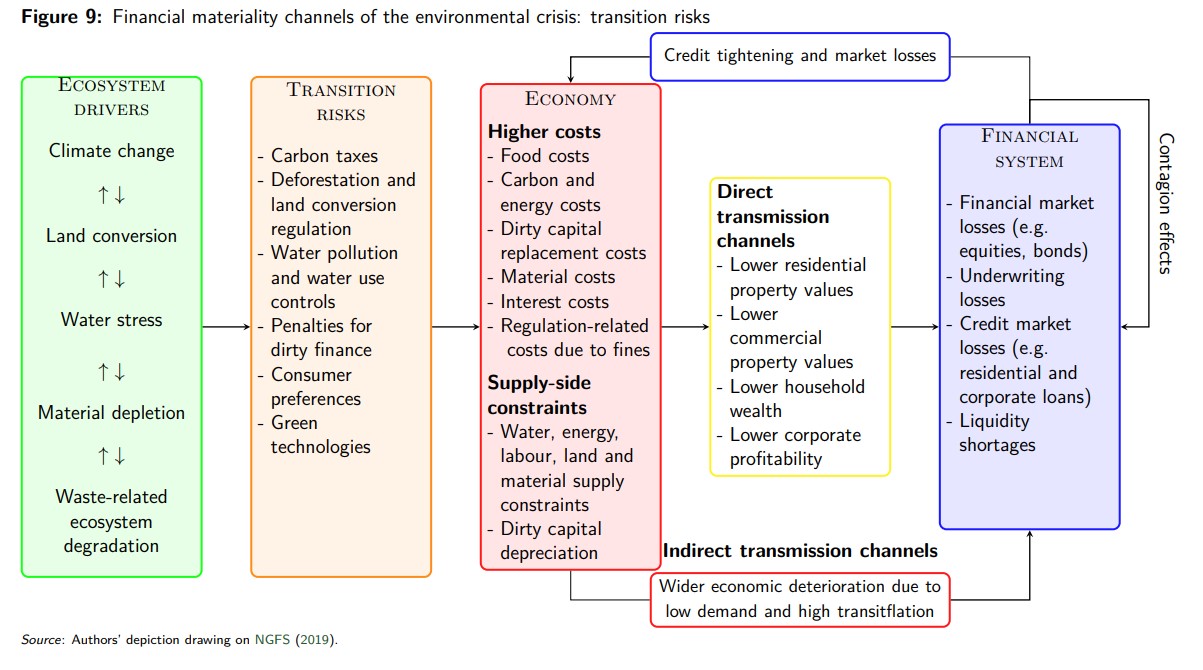 Figure 9: Financial materiality channels of the environmental crisis: transition risks
Ecosystem
drivers
Climate change
↑↓
Land conversion
↑↓
Water stress
↑↓
Material depletion
↑↓
Waste-related
ecosystem
degradation
Transition
risks
- Carbon taxes
- Deforestation and
land conversion
regulation
- Water pollution
and water use
controls
- Penalties for
dirty finance
- Consumer
preferences
- Green
technologies
Economy
Higher costs
- Food costs
- Carbon and
energy costs
- Dirty capital
replacement costs
- Material costs
- Interest costs
- Regulation-related
costs due to fines
Supply-side
constraints
- Water, energy,
labour, land and
material supply
constraints
- Dirty capital
depreciation
Credit tightening and market losses
Direct
transmission
channels
- Lower residential
property values
- Lower
commercial
property values
- Lower household
wealth
- Lower corporate
profitability
Indirect transmission channels
Wider economic deterioration due to
low demand and high transitflation
Financial
system
- Financial market
losses (e.g.
equities, bonds)
- Underwriting
losses
- Credit market
losses (e.g.
residential and
corporate loans)
- Liquidity
shortages
Contagion effects
Source: Authors' depiction drawing on NGFS (2019).